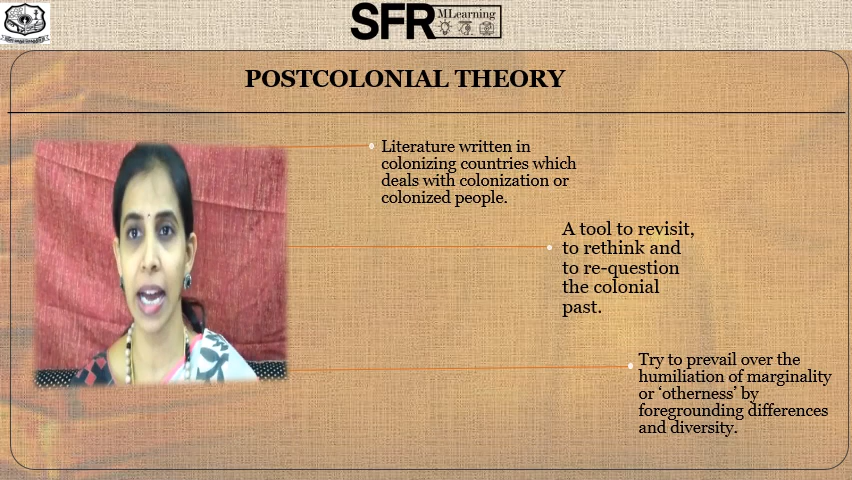 SFR
MLearning
POSTCOLONIAL THEORY
Literature written in
colonizing countries which
deals with colonization or
colonized people.
A tool to revisit,
to rethink and
to re-question
the colonial
past.
Try to prevail over the
humiliation of marginality
or ‘otherness’ by
foregrounding differences
and diversity.